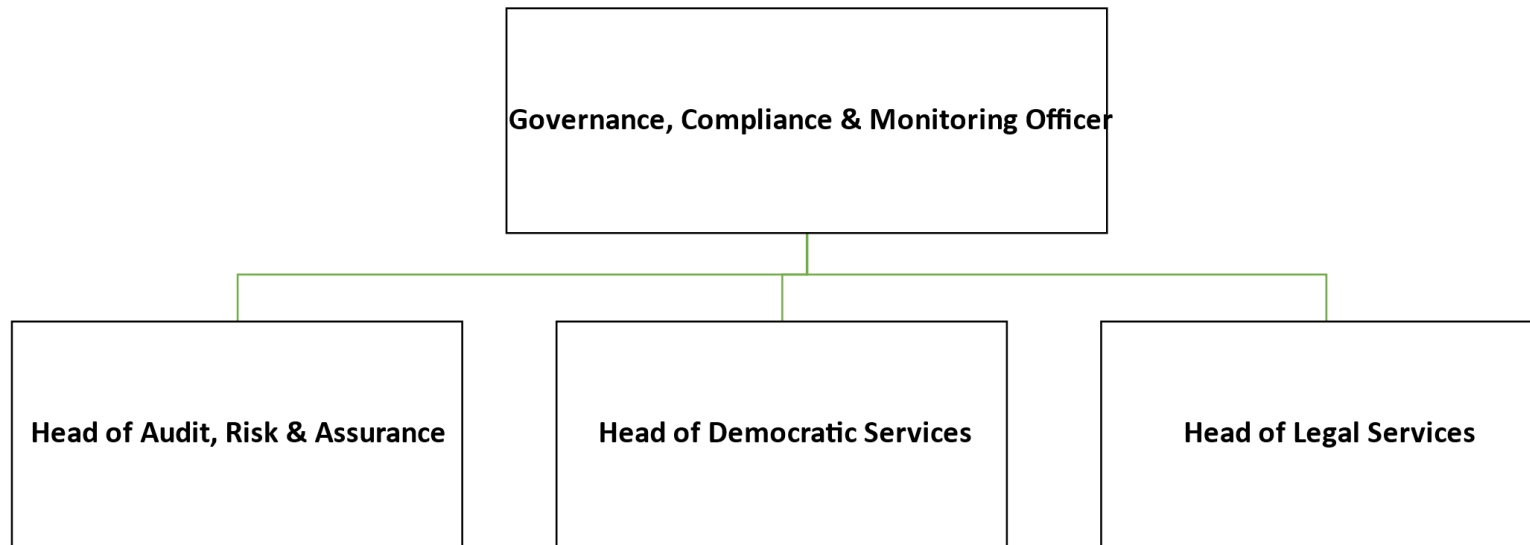 Governance, Compliance & Monitoring Officer
Head of Audit, Risk & Assurance
Head of Democratic Services
Head of Legal Services